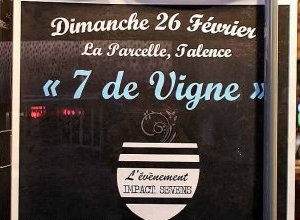 Dimanche 26 Février
La Parcelle, Talence
« 7 de Vigne »
L'évènement
IMPACT SEVENS